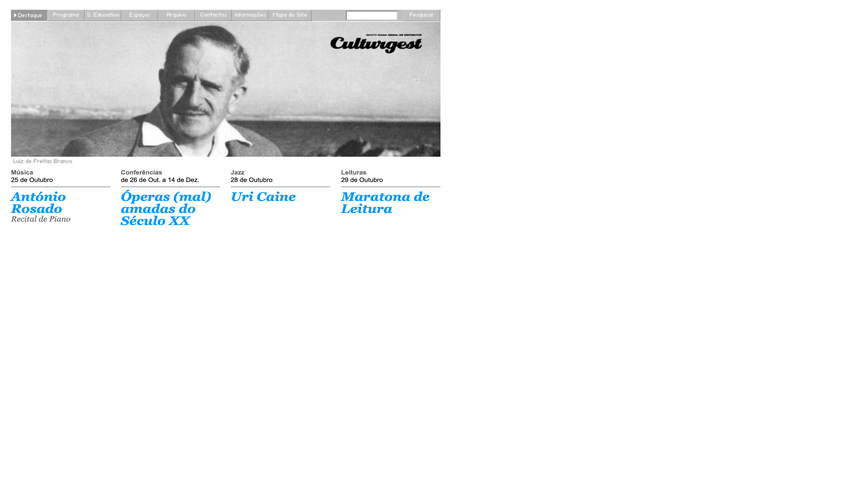 Destaque Programa S. Educativo Espaços Arquivo Contactos Informações Mapa do Site Pesquisar
Culturgest
Luiz de Freitas Branco
Música
25 de Outubro
António
Rosado
Recital de Piano
Conferências
de 26 de Out. a 14 de Dez.
Óperas (mal)
amadas do
Século XX
Jazz
28 de Outubro
Uri Caine
Leituras
29 de Outubro
Maratona de
Leitura